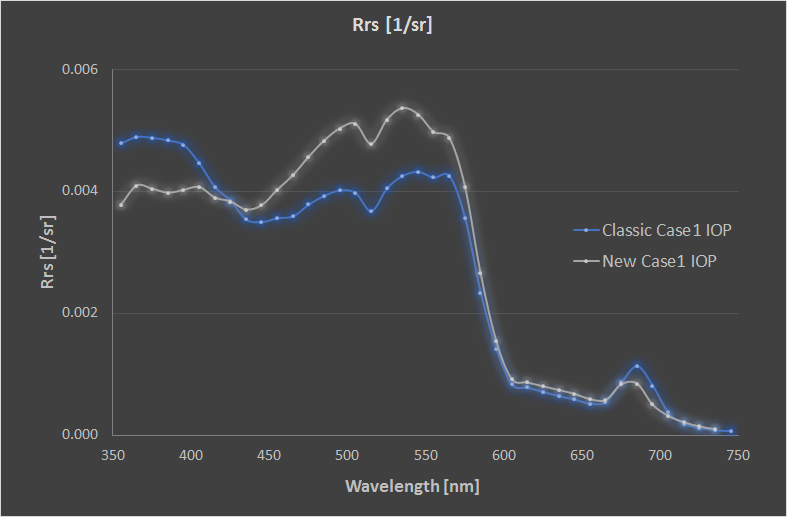 Rrs [1/sr]
0.006
0.004
0.002
0.000
Rrs [1/sr]
Classic Case1 IOP
New Case1 IOP
350 400 450 500 550 600 650 700 750
Wavelength [nm]